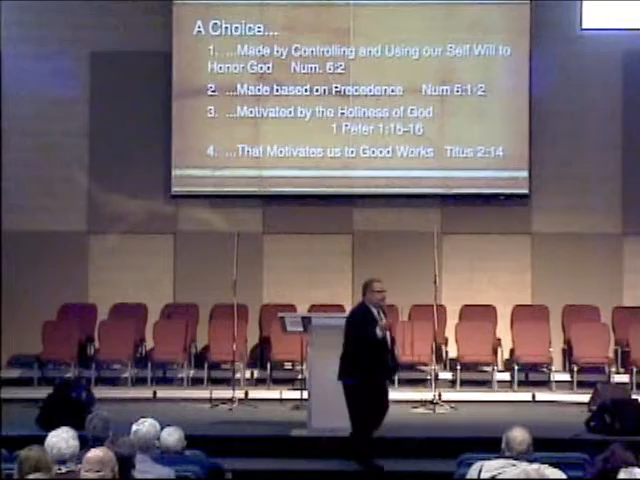 A Choice...
1. ...Made by Controlling and Using our Self Will to
Honor God Num. 6:2
2. ...Made based on Precedence Num 6:1-2
3. ...Motivated by the Holiness of God
1 Peter 1:15-16
4. ...That Motivates us to Good Works Titus 2:14